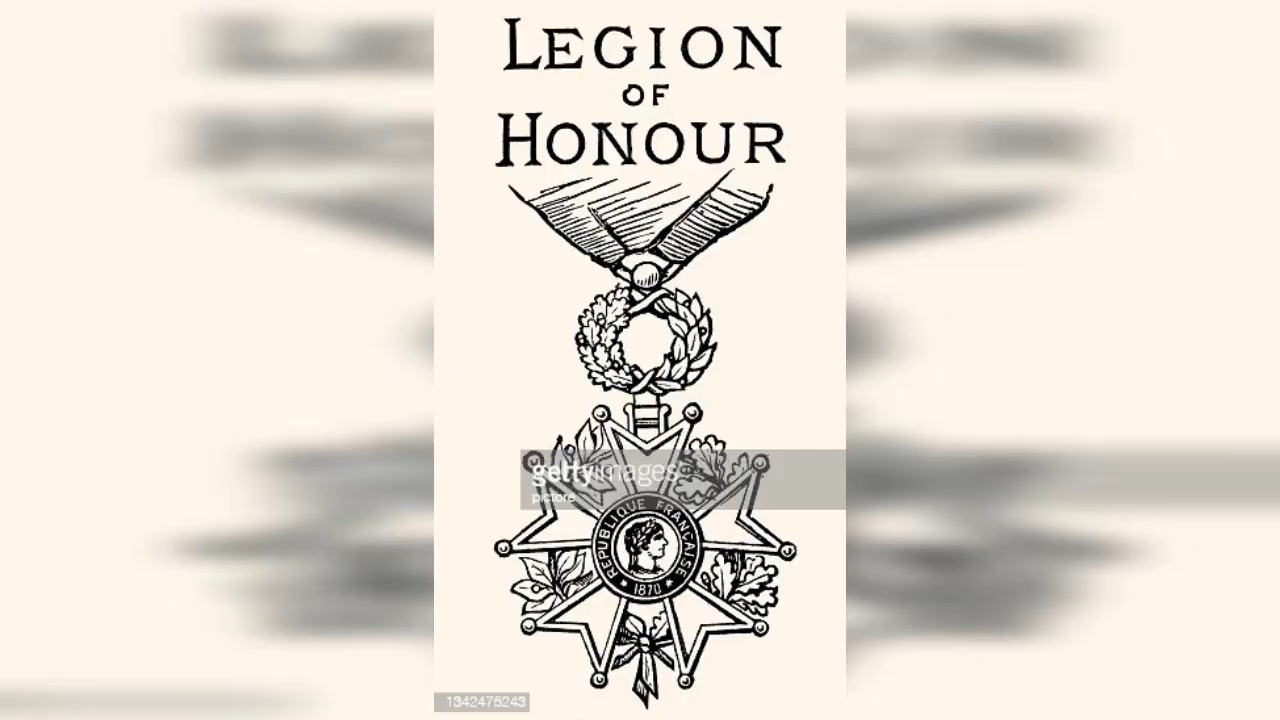 LEGION
OF
HONOUR
gettyimages
pictore
REPUBLIQUE FRANCAISE
★ 1870 ★
1342475243